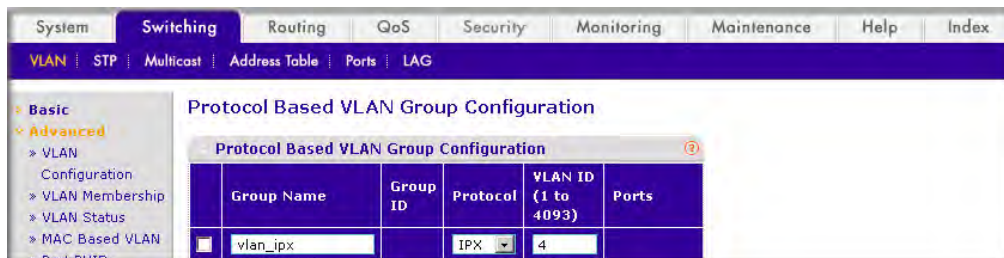 System Switching Routing QoS Security Monitoring Maintenance Help Index
VLAN STP Multicast Address Table Ports LAG
Basic
Advanced
» VLAN
Configuration
» VLAN Membership
» VLAN Status
» MAC Based VLAN
Protocol Based VLAN Group Configuration
Protocol Based VLAN Group Configuration ?
Group Name
Group
ID
Protocol
VLAN ID
(1 to
4093)
Ports
vlan_ipx IPX 4